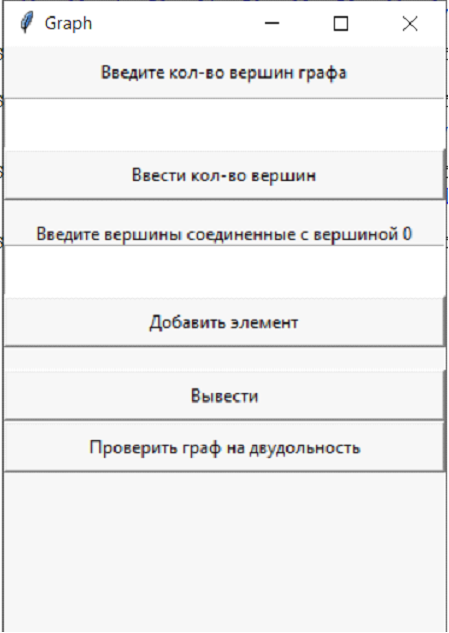 Graph
Введите кол-во вершин графа
Ввести кол-во вершин
Введите вершины соединенные с вершиной 0
Добавить элемент
Вывести
Проверить граф на двудольность